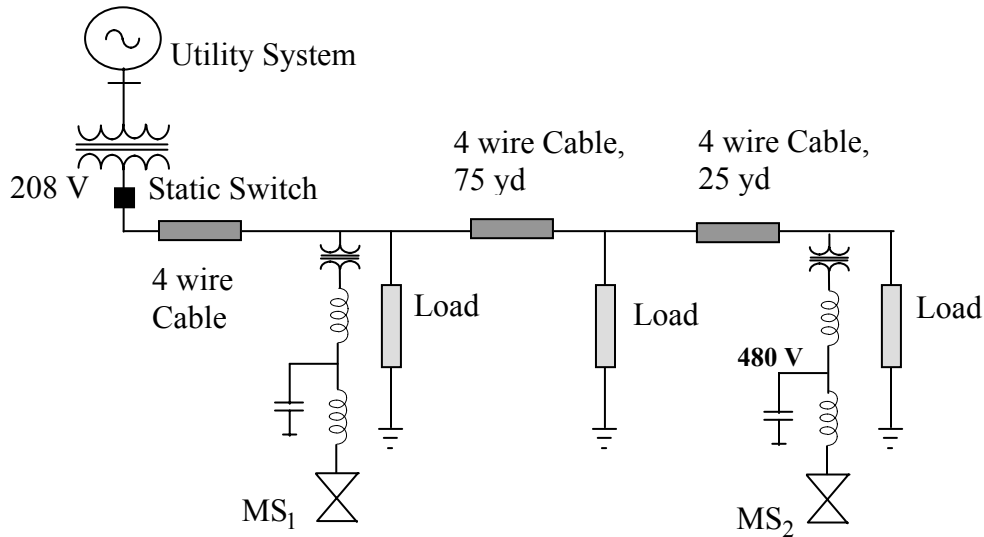 Utility System
208 V
Static Switch
4 wire
Cable
4 wire Cable,
75 yd
4 wire Cable,
25 yd
Load
Load
Load
480 V
MS1
MS2